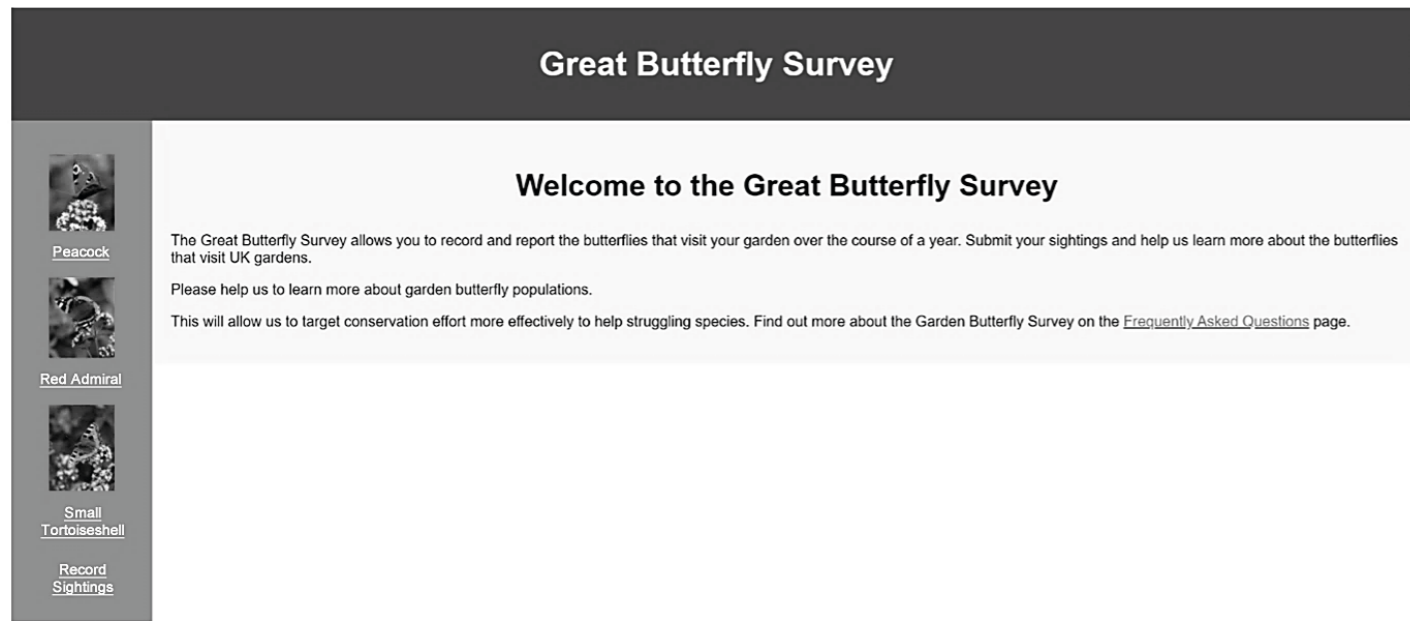 Great Butterfly Survey
Peacock
Red Admiral
Small
Tortoiseshell
Record
Sightings
Welcome to the Great Butterfly Survey
The Great Butterfly Survey allows you to record and report the butterflies that visit your garden over the course of a year. Submit your sightings and help us learn more about the butterflies
that visit UK gardens.
Please help us to learn more about garden butterfly populations.
This will allow us to target conservation effort more effectively to help struggling species. Find out more about the Garden Butterfly Survey on the Frequently Asked Questions page.